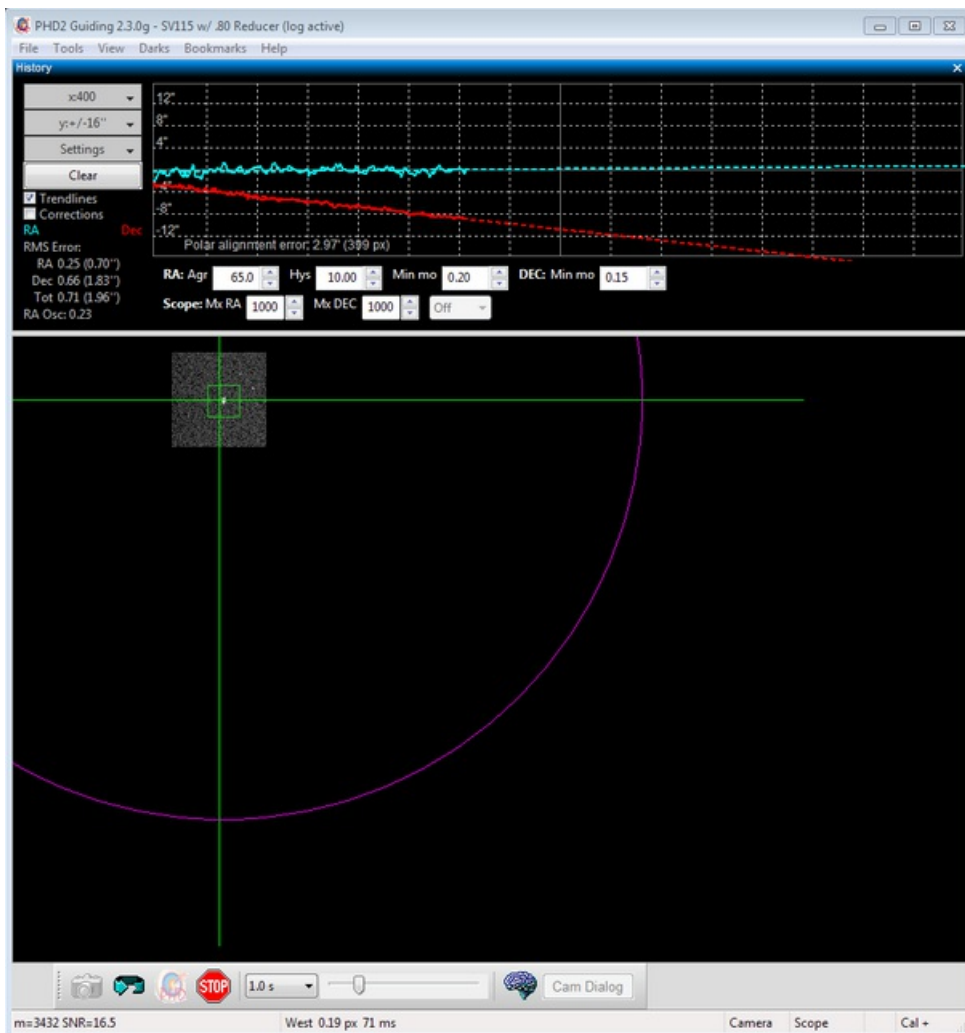 PHD2 Guiding 2.3.0g - SV115 w/ .80 Reducer (log active)
File Tools View Darks Bookmarks Help
History
x:400
y:+/-16"
Settings
Clear
Trendlines
Corrections
RA Dec
RMS Error:
RA 0.25 (0.70")
Dec 0.66 (1.83")
Tot 0.71 (1.96")
RA Osc: 0.23
12"
8"
4"
-4"
-8"
-12"
Polar alignment error: 2.97' (399 px)
RA: Agr 65.0 Hys 10.00 Min mo 0.20 DEC: Min mo 0.15
Scope: Mx RA 1000 Mx DEC 1000 Off
STOP 1.0 s Cam Dialog
m=3432 SNR=16.5 West 0.19 px 71 ms Camera Scope Cal +